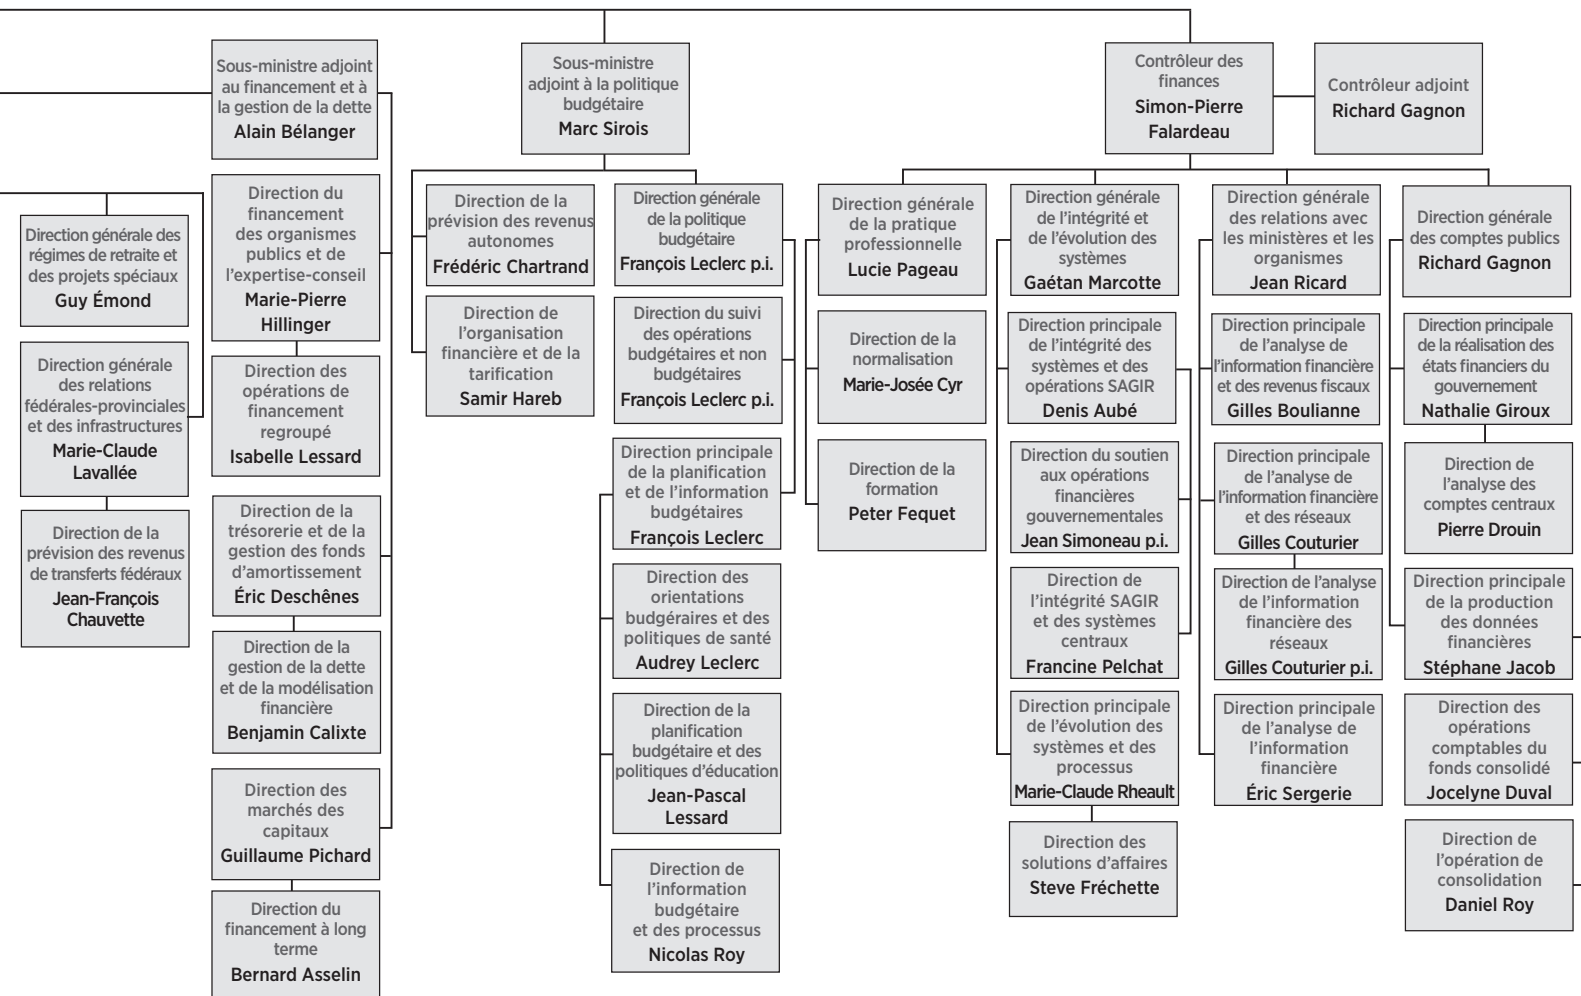 Sous-ministre adjoint
au financement et à
la gestion de la dette
Alain Bélanger
Sous-ministre
adjoint à la politique
budgétaire
Marc Sirois
Contrôleur des
finances
Simon-Pierre
Falardeau
Contrôleur adjoint
Richard Gagnon
Direction générale des
régimes de retraite et
des projets spéciaux
Guy Émond
Direction générale
des relations
fédérales-provinciales
et des infrastructures
Marie-Claude
Lavallée
Direction de la
prévision des revenus
de transferts fédéraux
Jean-François
Chauvette
Direction du
financement
des organismes
publics et de
l'expertise-conseil
Marie-Pierre
Hillinger
Direction des
opérations de
financement
regroupé
Isabelle Lessard
Direction de la
trésorerie et de la
gestion des fonds
d'amortissement
Éric Deschênes
Direction de la
gestion de la dette
et de la modélisation
financière
Benjamin Calixte
Direction des
marchés des
capitaux
Guillaume Pichard
Direction du
financement à long
terme
Bernard Asselin
Direction de la
prévision des revenus
autonomes
Frédéric Chartrand
Direction de
l'organisation
financière et de la
tarification
Samir Hareb
Direction générale
de la politique
budgétaire
François Leclerc p.i.
Direction du suivi
des opérations
budgétaires et non
budgétaires
François Leclerc p.i.
Direction principale
de la planification
et de l'information
budgétaires
François Leclerc
Direction des
orientations
budgéraires et des
politiques de santé
Audrey Leclerc
Direction de la
planification
budgétaire et des
politiques d'éducation
Jean-Pascal
Lessard
Direction de
l'information
budgétaire
et des processus
Nicolas Roy
Direction générale
de la pratique
professionnelle
Lucie Pageau
Direction de la
normalisation
Marie-Josée Cyr
Direction de la
formation
Peter Fequet
Direction générale
de l'intégrité et
de l'évolution des
systèmes
Gaétan Marcotte
Direction principale
de l'intégrité des
systèmes et des
opérations SAGIR
Denis Aubé
Direction du soutien
aux opérations
financières
gouvernementales
Jean Simoneau p.i.
Direction de
l'intégrité SAGIR
et des systèmes
centraux
Francine Pelchat
Direction principale
de l'évolution des
systèmes et des
processus
Marie-Claude Rheault
Direction des
solutions d'affaires
Steve Fréchette
Direction générale
des relations avec
les ministères et les
organismes
Jean Ricard
Direction principale
de l'analyse de
l'information financière
et des revenus fiscaux
Gilles Boulianne
Direction principale
de l'analyse de
l'information financière
et des réseaux
Gilles Couturier
Direction de l'analyse
de l'information
financière des
réseaux
Gilles Couturier p.i.
Direction principale
de l'analyse de
l'information
financière
Éric Sergerie
Direction générale
des comptes publics
Richard Gagnon
Direction principale
de la réalisation des
états financiers du
gouvernement
Nathalie Giroux
Direction de
l'analyse des
comptes centraux
Pierre Drouin
Direction principale
de la production
des données
financières
Stéphane Jacob
Direction des
opérations
comptables du
fonds consolidé
Jocelyne Duval
Direction de
l'opération de
consolidation
Daniel Roy